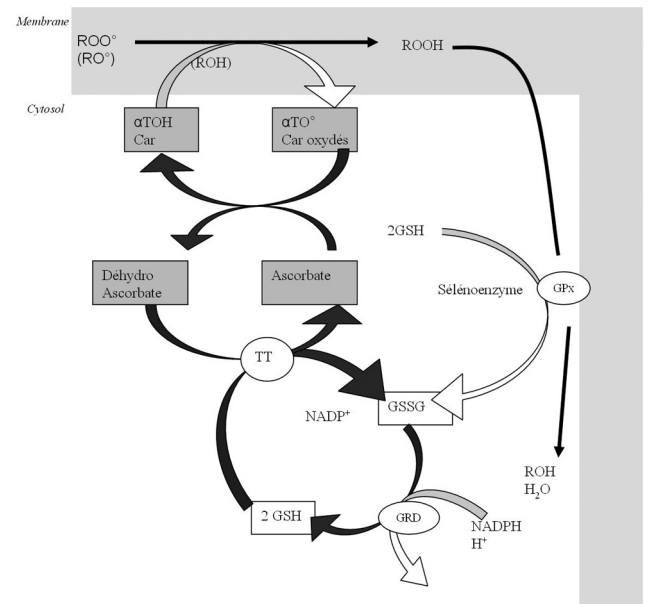 Membrane
ROO°
(RO°)
ROOH
(ROH)
Cytosol
αTOH
Car
αTO°
Car oxydés
2GSH
Déhydro
Ascorbate
Ascorbate
Sélénoenzyme
GPx
TT
NADP⁺
GSSG
ROH
H₂O
2 GSH
GRD
NADPH
H⁺